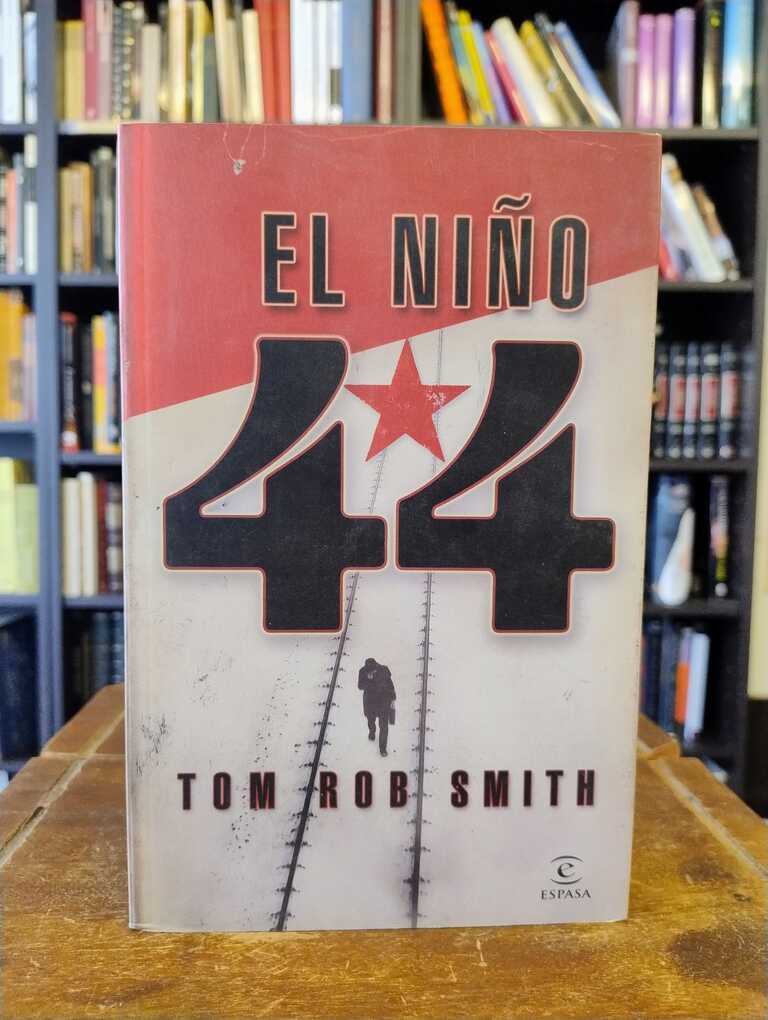 EL NIÑO
44
TOM ROB SMITH
e
ESPASA